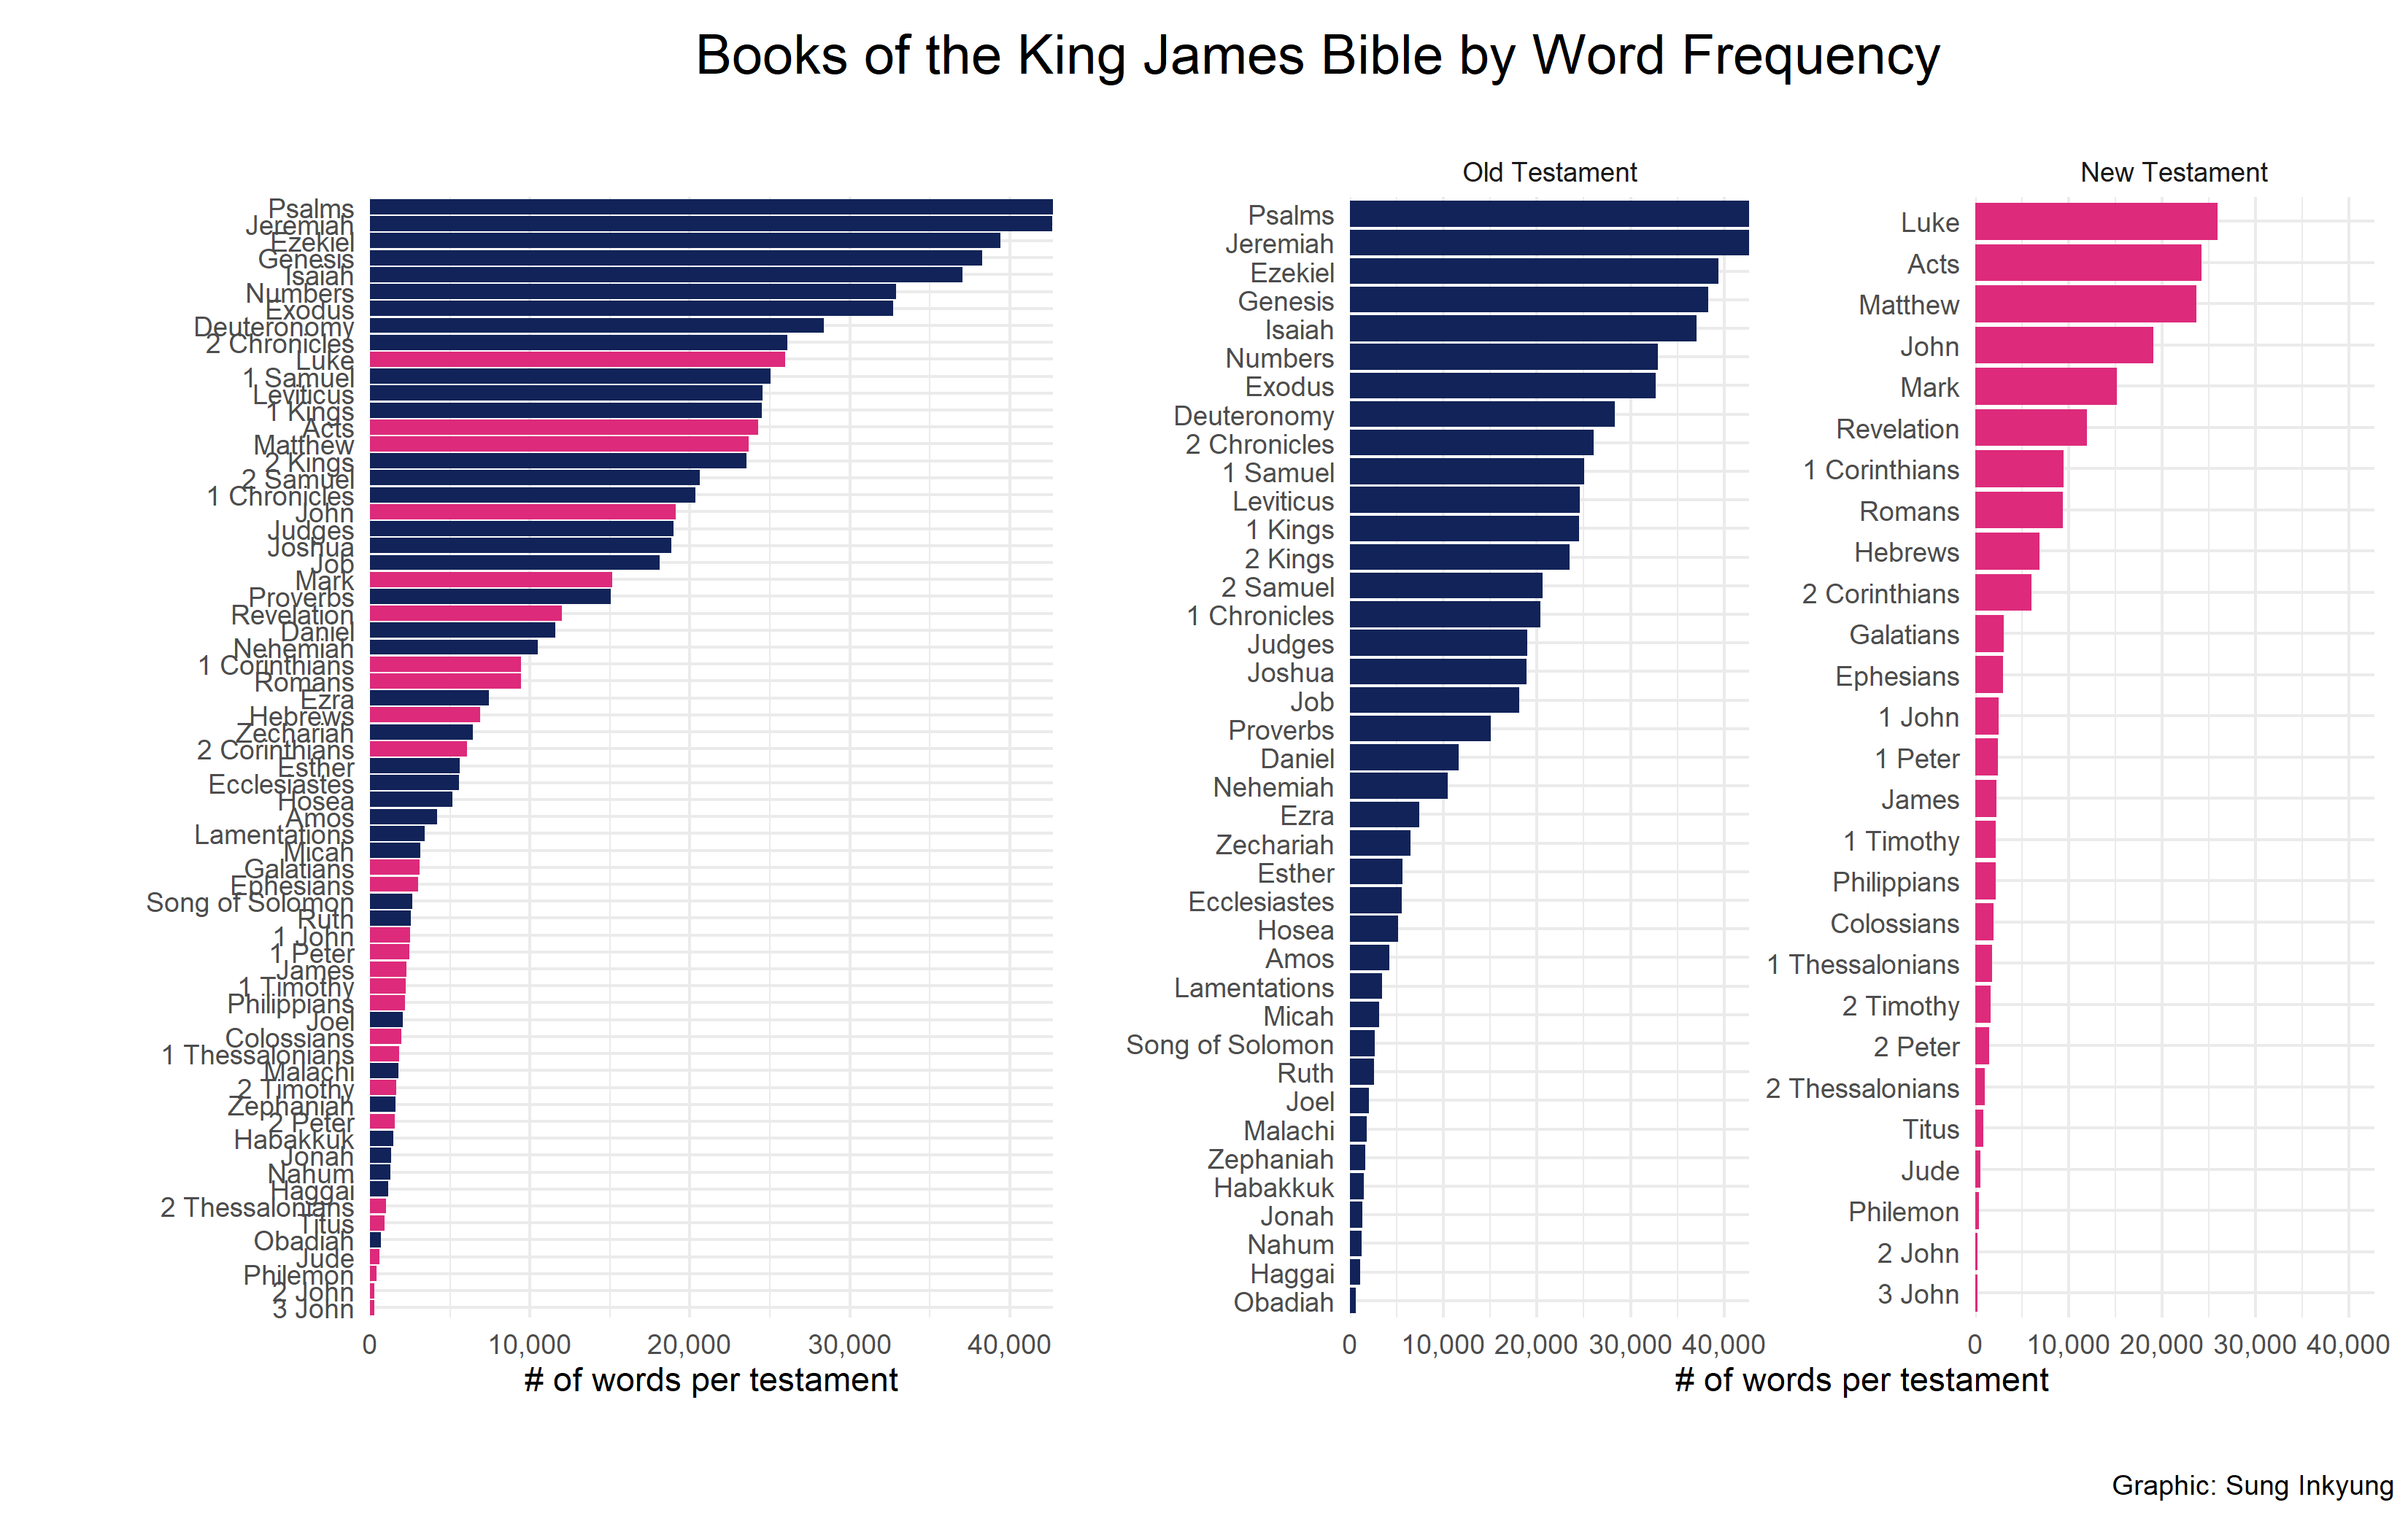 Books of the King James Bible by Word Frequency
Psalms
Jeremiah
Ezekiel
Genesis
Isaiah
Numbers
Exodus
Deuteronomy
2 Chronicles
Luke
1 Samuel
Leviticus
1 Kings
Acts
Matthew
2 Kings
2 Samuel
1 Chronicles
John
Judges
Joshua
Job
Mark
Proverbs
Revelation
Daniel
Nehemiah
1 Corinthians
Romans
Ezra
Hebrews
Zechariah
2 Corinthians
Esther
Ecclesiastes
Hosea
Amos
Lamentations
Micah
Galatians
Ephesians
Song of Solomon
Ruth
1 John
1 Peter
James
1 Timothy
Philippians
Joel
Colossians
1 Thessalonians
Malachi
2 Timothy
Zephaniah
2 Peter
Habakkuk
Jonah
Nahum
Haggai
2 Thessalonians
Titus
Obadiah
Jude
Philemon
2 John
3 John
0 10,000 20,000 30,000 40,000
# of words per testament
Old Testament
Psalms
Jeremiah
Ezekiel
Genesis
Isaiah
Numbers
Exodus
Deuteronomy
2 Chronicles
1 Samuel
Leviticus
1 Kings
2 Kings
2 Samuel
1 Chronicles
Judges
Joshua
Job
Proverbs
Daniel
Nehemiah
Ezra
Zechariah
Esther
Ecclesiastes
Hosea
Amos
Lamentations
Micah
Song of Solomon
Ruth
Joel
Malachi
Zephaniah
Habakkuk
Jonah
Nahum
Haggai
Obadiah
0 10,000 20,000 30,000 40,000
New Testament
Luke
Acts
Matthew
John
Mark
Revelation
1 Corinthians
Romans
Hebrews
2 Corinthians
Galatians
Ephesians
1 John
1 Peter
James
1 Timothy
Philippians
Colossians
1 Thessalonians
2 Timothy
2 Peter
2 Thessalonians
Titus
Jude
Philemon
2 John
3 John
0 10,000 20,000 30,000 40,000
# of words per testament
Graphic: Sung Inkyung